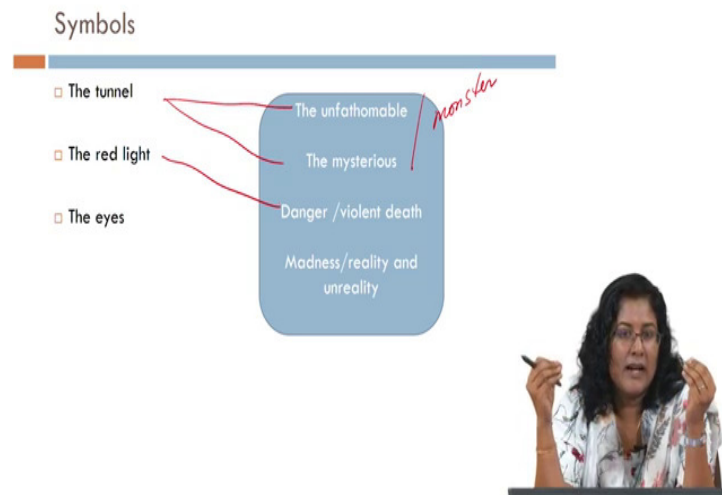 Symbols
The tunnel
The unfathomable
monster
The red light
The mysterious
Danger /violent death
The eyes
Madness/reality and
unreality